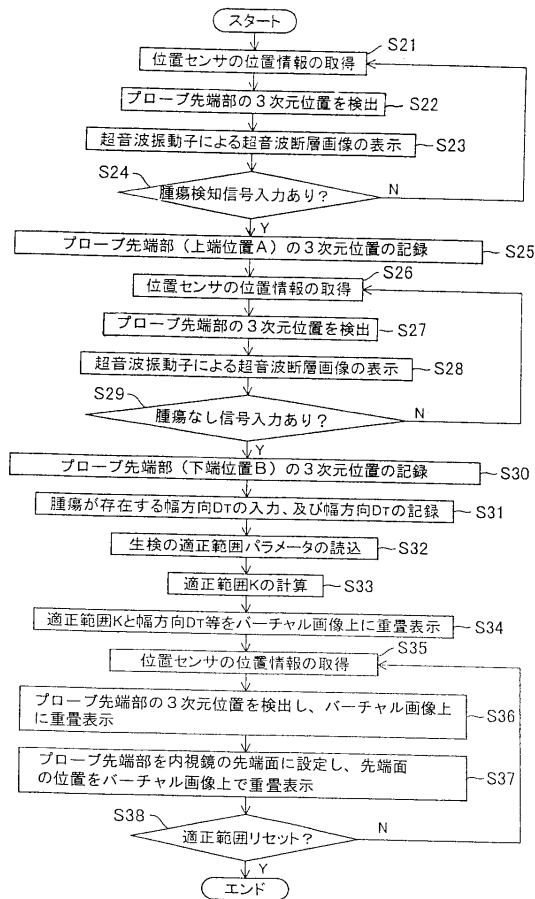 スタート
S21
位置センサの位置情報の取得
プローブ先端部の3次元位置を検出
S22
超音波振動子による超音波断層画像の表示
S23
S24
腫瘍検知信号入力あり?
N
Y
プローブ先端部(上端位置A)の3次元位置の記録
S25
S26
位置センサの位置情報の取得
プローブ先端部の3次元位置を検出
S27
超音波振動子による超音波断層画像の表示
S28
S29
腫瘍なし信号入力あり?
N
Y
プローブ先端部(下端位置B)の3次元位置の記録
S30
腫瘍が存在する幅方向DTの入力、及び幅方向DTの記録
S31
生検の適正範囲パラメータの読込
S32
適正範囲Kの計算
S33
適正範囲Kと幅方向DT等をバーチャル画像上に重畳表示
S34
S35
位置センサの位置情報の取得
プローブ先端部の3次元位置を検出し、バーチャル画像上
に重畳表示
S36
プローブ先端部を内視鏡の先端面に設定し、先端面
の位置をバーチャル画像上で重畳表示
S37
S38
適正範囲リセット?
N
Y
エンド